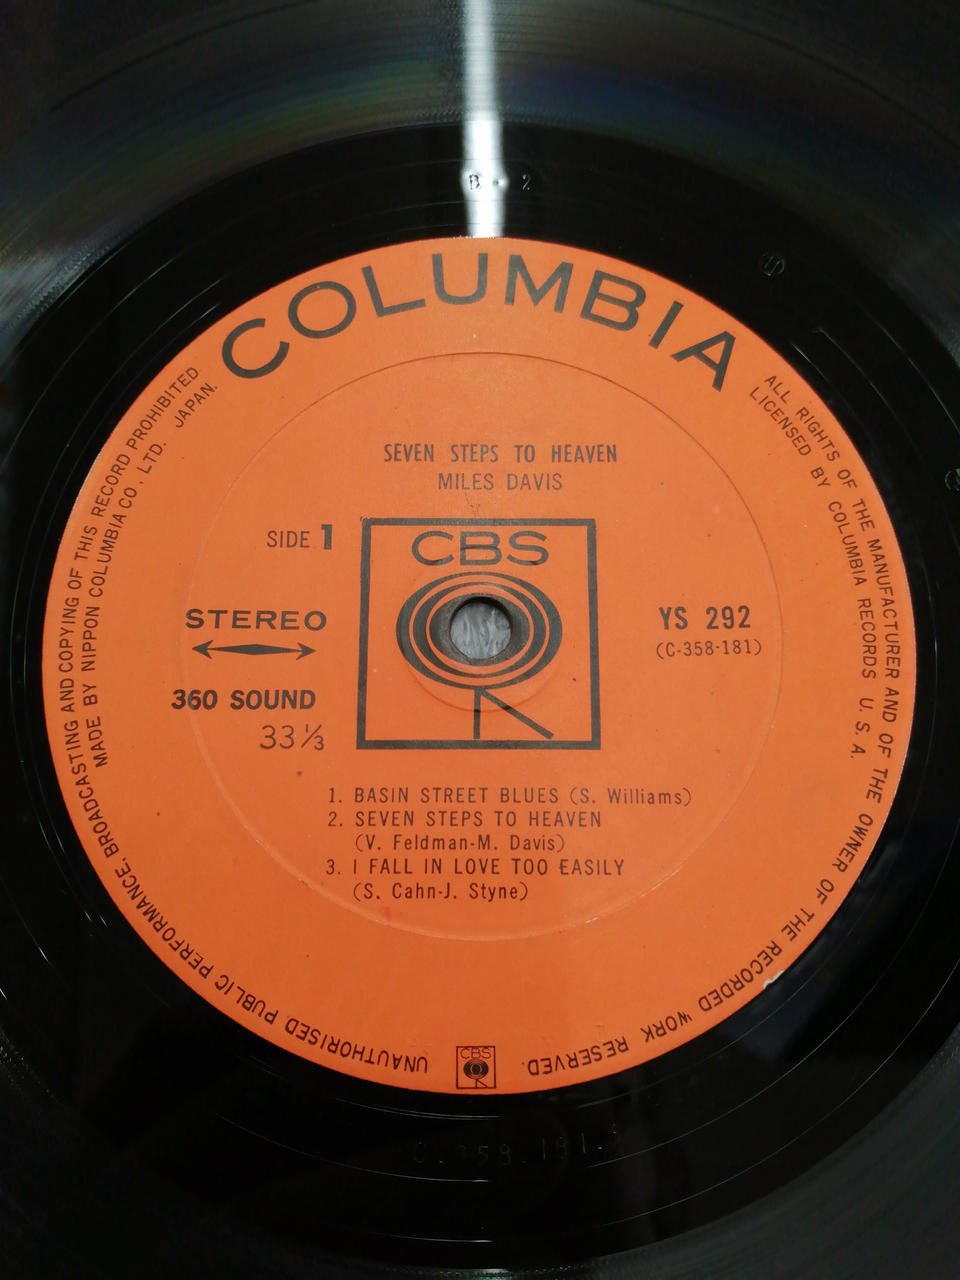 B - 2
COLUMBIA
SEVEN STEPS TO HEAVEN
MILES DAVIS
SIDE 1
CBS
STEREO
YS 292
(C-358-181)
360 SOUND
33 1/3
1. BASIN STREET BLUES (S. Williams)
2. SEVEN STEPS TO HEAVEN
(V. Feldman-M. Davis)
3. I FALL IN LOVE TOO EASILY
(S. Cahn-J. Styne)
ALL RIGHTS OF THE MANUFACTURER AND OF THE OWNER OF THE RECORDED WORK RESERVED.
LICENSED BY COLUMBIA RECORDS U. S. A.
UNAUTHORISED PUBLIC PERFORMANCE, BROADCASTING AND COPYING OF THIS RECORD PROHIBITED
MADE BY NIPPON COLUMBIA CO., LTD. JAPAN.
CBS